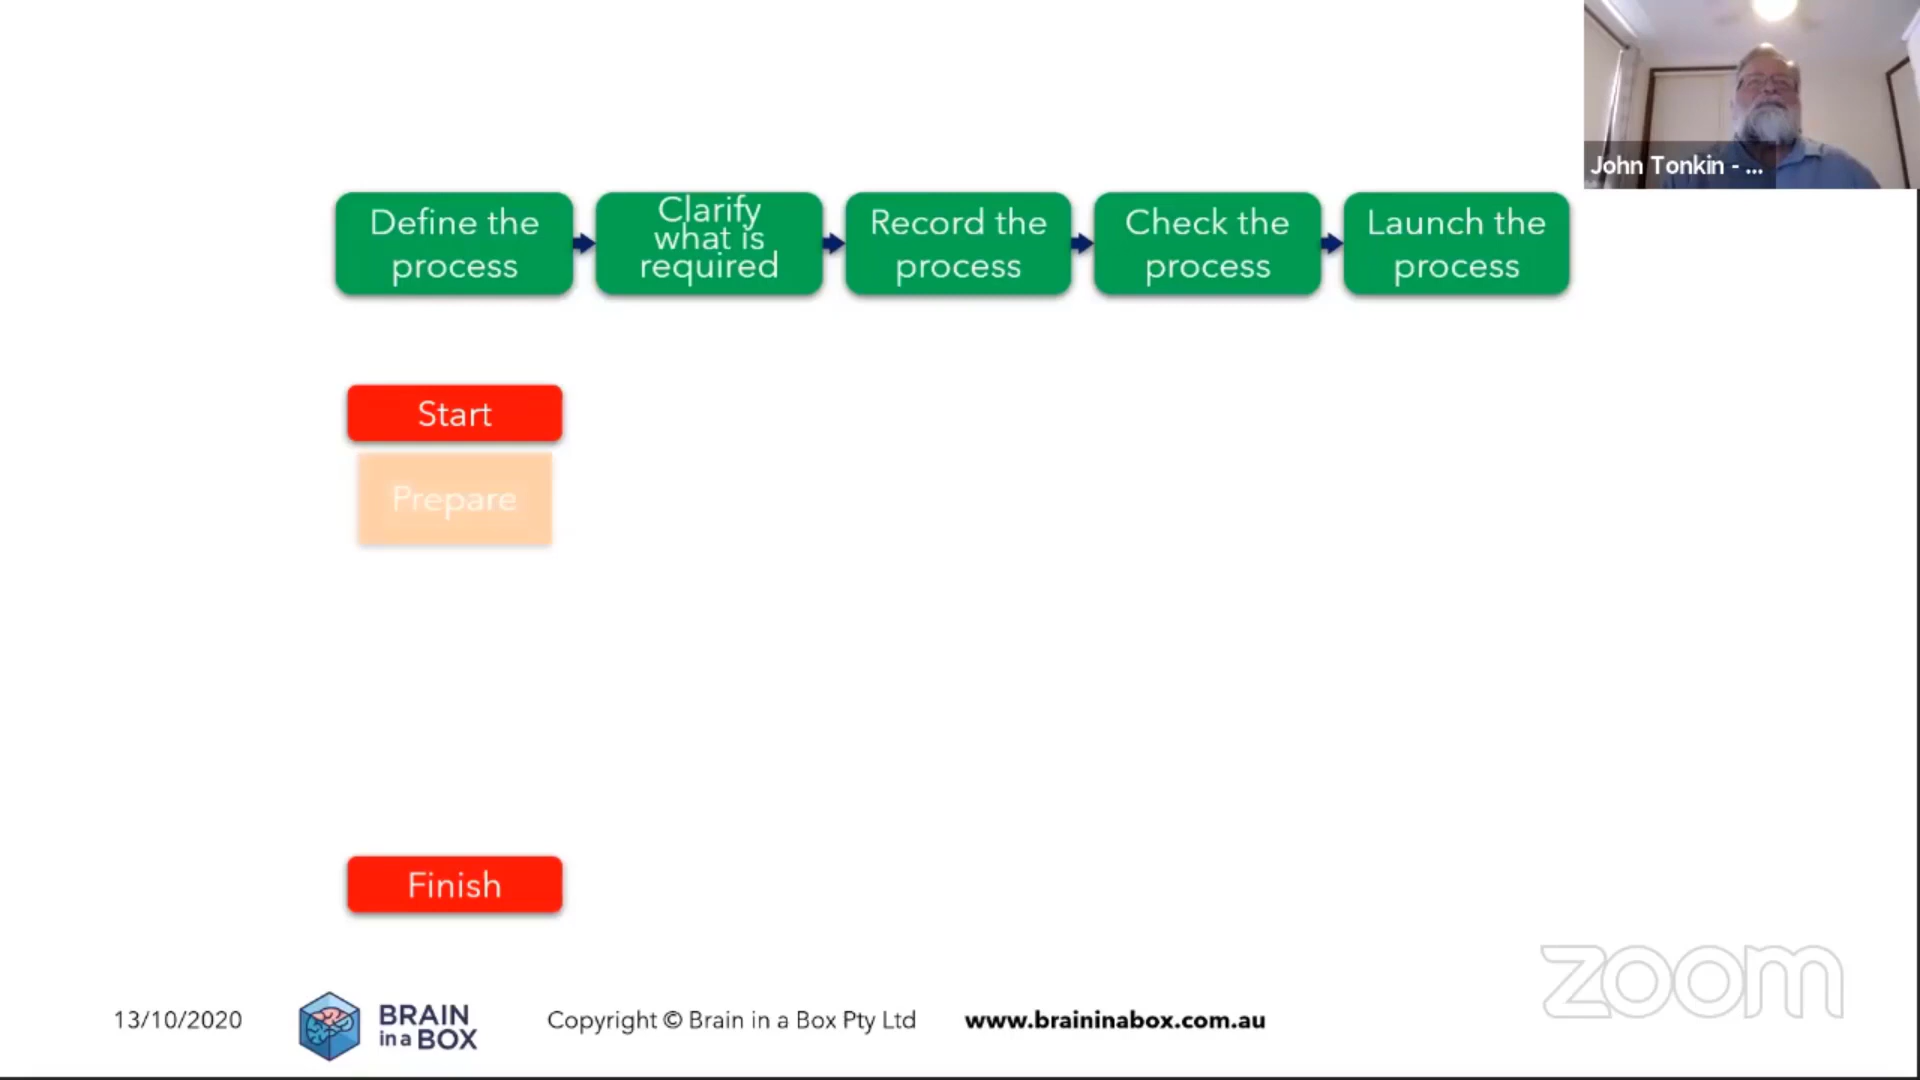 John Tonkin - ...
Define the
process
Clarify
what is
required
Record the
process
Check the
process
Launch the
process
Start
Prepare
Finish
zoom
13/10/2020
BRAIN
in a BOX
Copyright © Brain in a Box Pty Ltd
www.braininabox.com.au